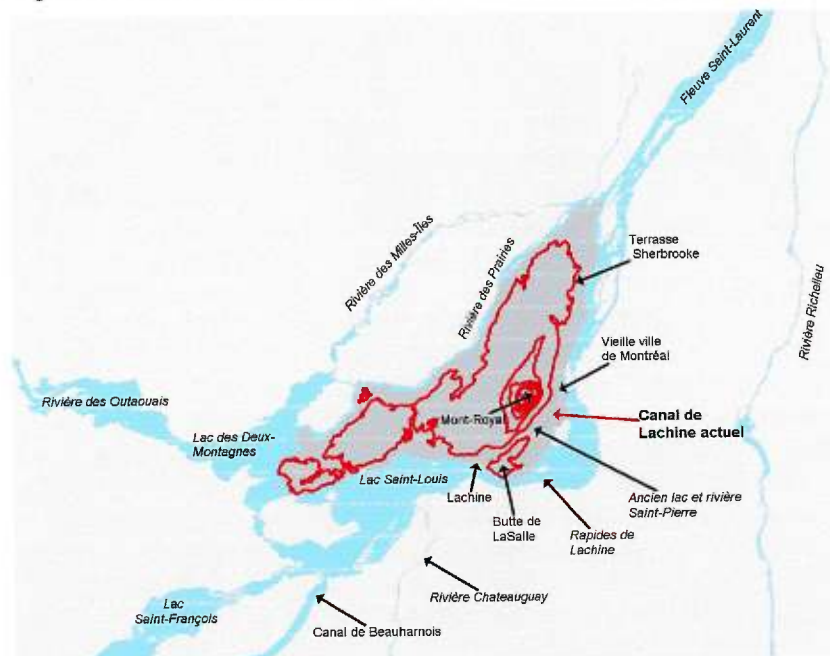 Fleuve Saint-Laurent
Rivière des Milles-Îles
Rivière des Prairies
Terrasse
Sherbrooke
Rivière Richelieu
Vieille ville
de Montréal
Rivière des Outaouais
Mont-Royal
Canal de
Lachine actuel
Lac des Deux-
Montagnes
Lac Saint-Louis
Lachine
Butte de
LaSalle
Ancien lac et rivière
Saint-Pierre
Rapides de
Lachine
Rivière Chateauguay
Lac
Saint-François
Canal de Beauharnois